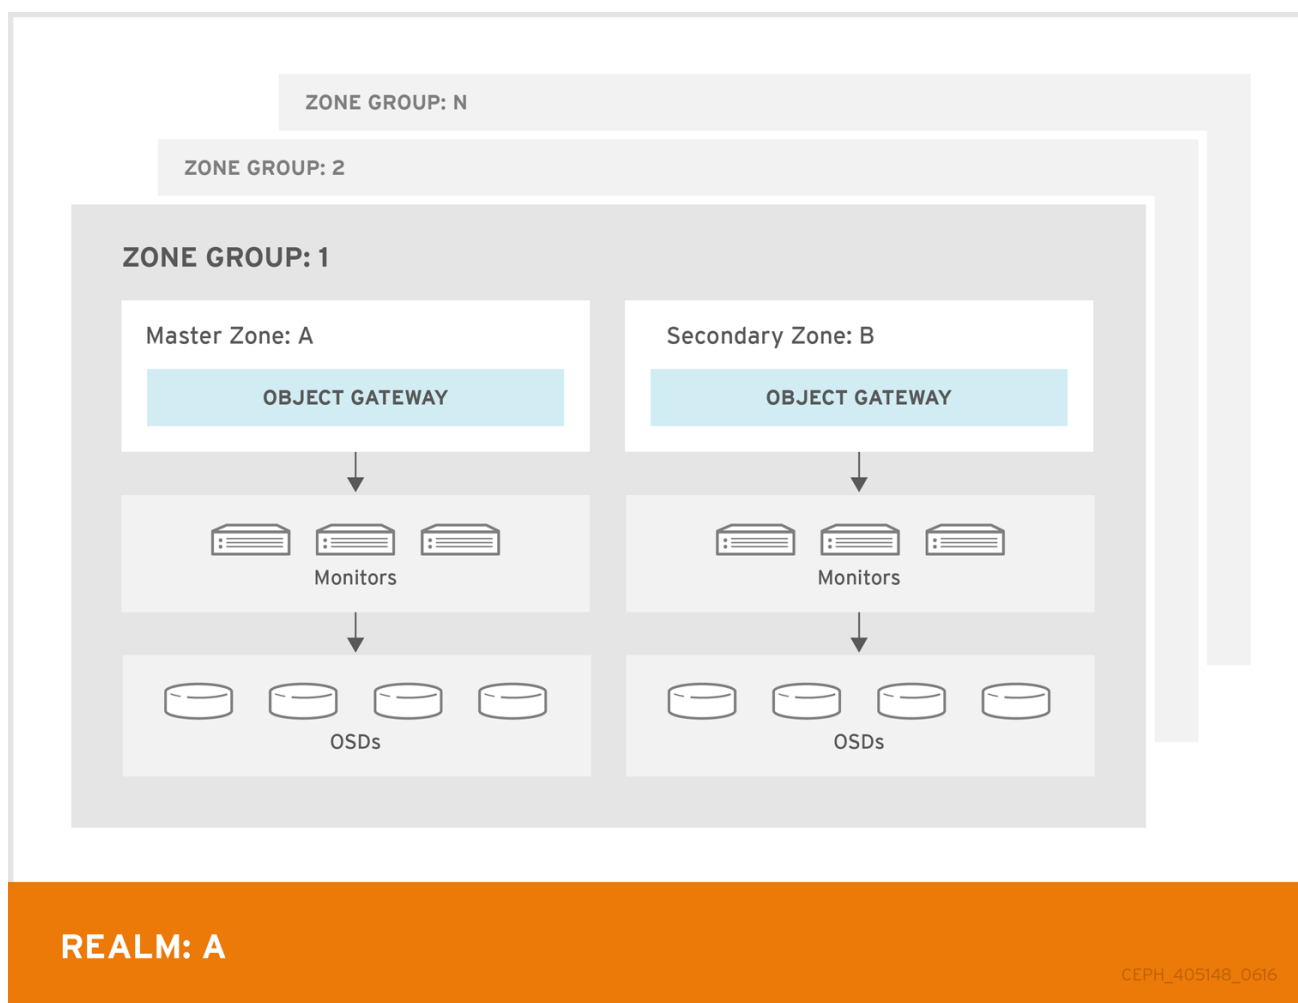 ZONE GROUP: N
ZONE GROUP: 2
ZONE GROUP: 1
Master Zone: A
OBJECT GATEWAY
Monitors
OSDs
Secondary Zone: B
OBJECT GATEWAY
Monitors
OSDs
REALM: A
CEPH_405148_0616